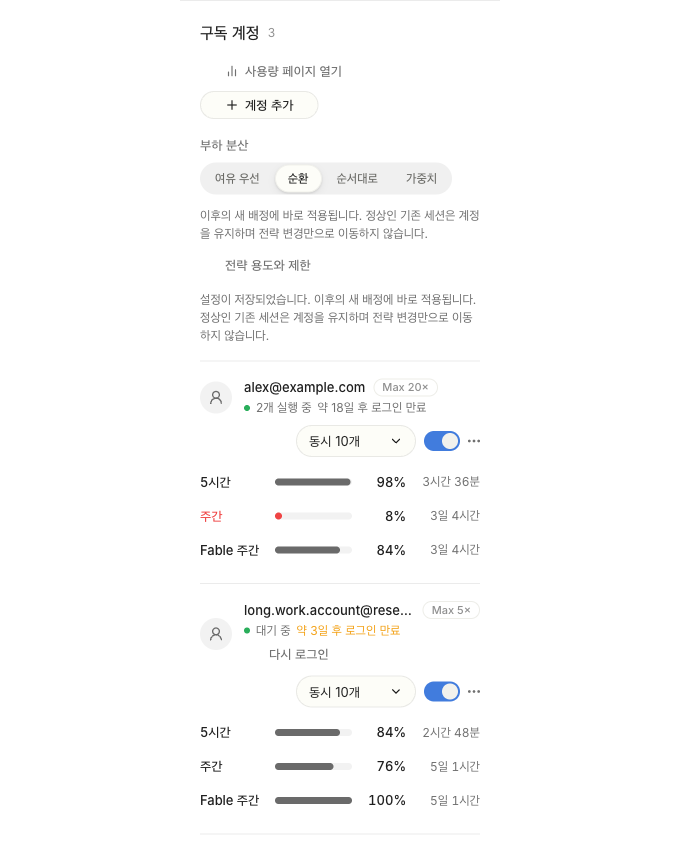 구독 계정 3
사용량 페이지 열기
계정 추가
부하 분산
여유 우선 순환 순서대로 가중치
이후의 새 배정에 바로 적용됩니다. 정상인 기존 세션은 계정
을 유지하며 전략 변경만으로 이동하지 않습니다.
전략 용도와 제한
설정이 저장되었습니다. 이후의 새 배정에 바로 적용됩니다.
정상인 기존 세션은 계정을 유지하며 전략 변경만으로 이동
하지 않습니다.
alex@example.com Max 20×
2개 실행 중 약 18일 후 로그인 만료
동시 10개
5시간 98% 3시간 36분
주간 8% 3일 4시간
Fable 주간 84% 3일 4시간
long.work.account@rese... Max 5×
대기 중 약 3일 후 로그인 만료
다시 로그인
동시 10개
5시간 84% 2시간 48분
주간 76% 5일 1시간
Fable 주간 100% 5일 1시간